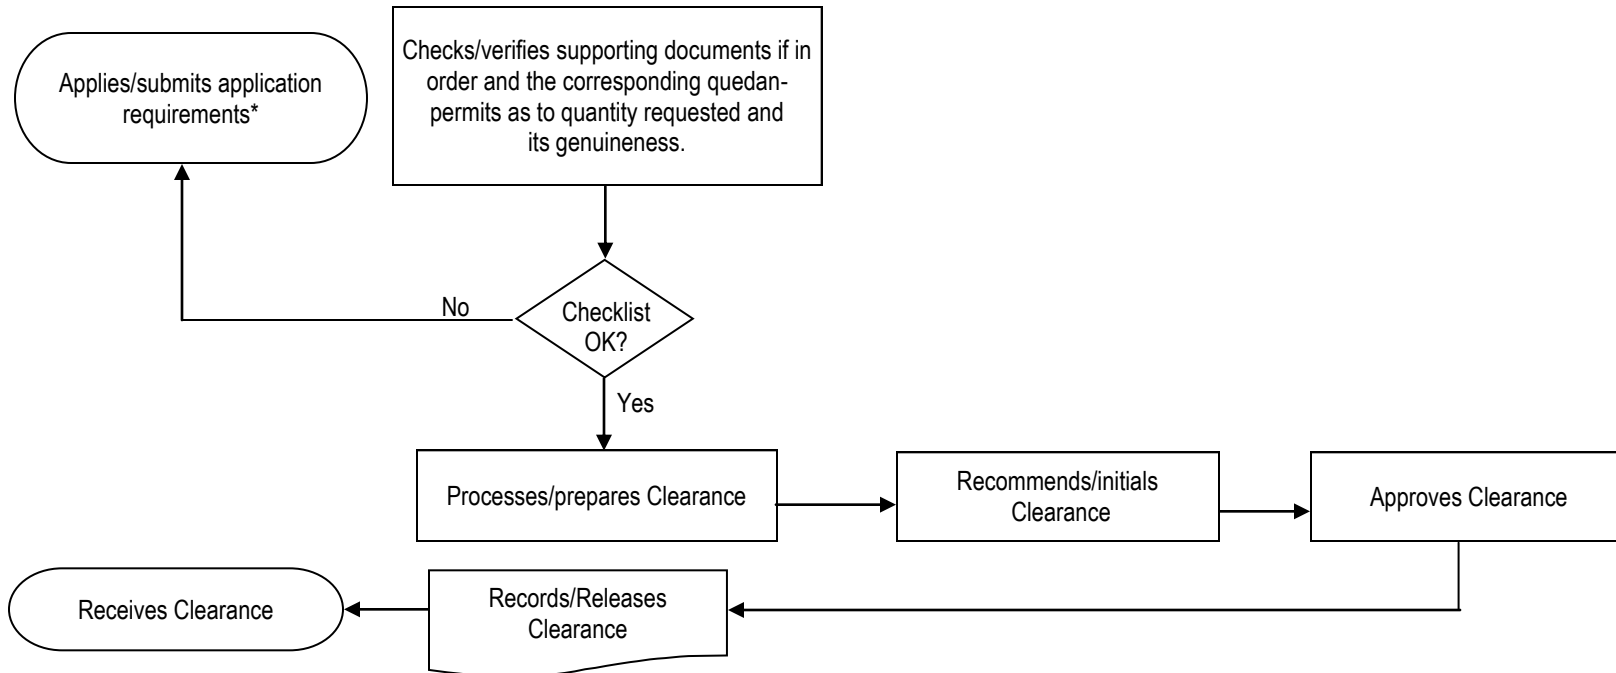 Applies/submits application
requirements*
Checks/verifies supporting documents if in
order and the corresponding quedan-
permits as to quantity requested and
its genuineness.
No
Checklist
OK?
Yes
Processes/prepares Clearance
Recommends/initials
Clearance
Approves Clearance
Receives Clearance
Records/Releases
Clearance